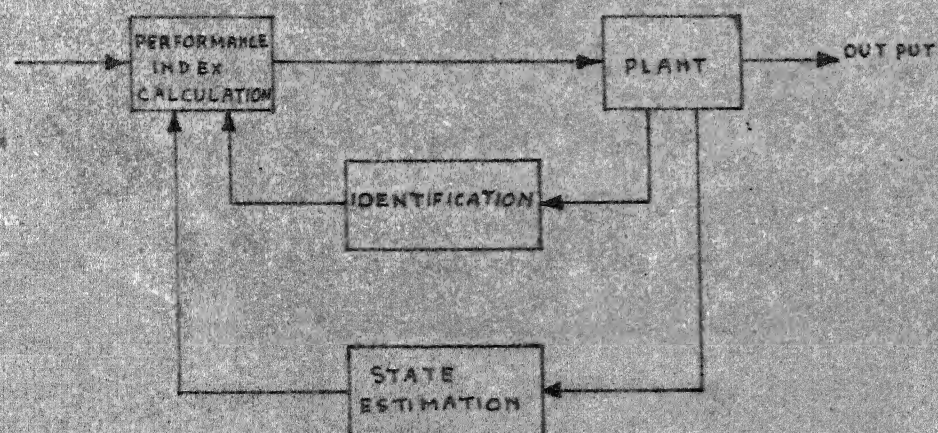 PERFORMANCE
INDEX
CALCULATION
PLANT
OUT PUT
IDENTIFICATION
STATE
ESTIMATION